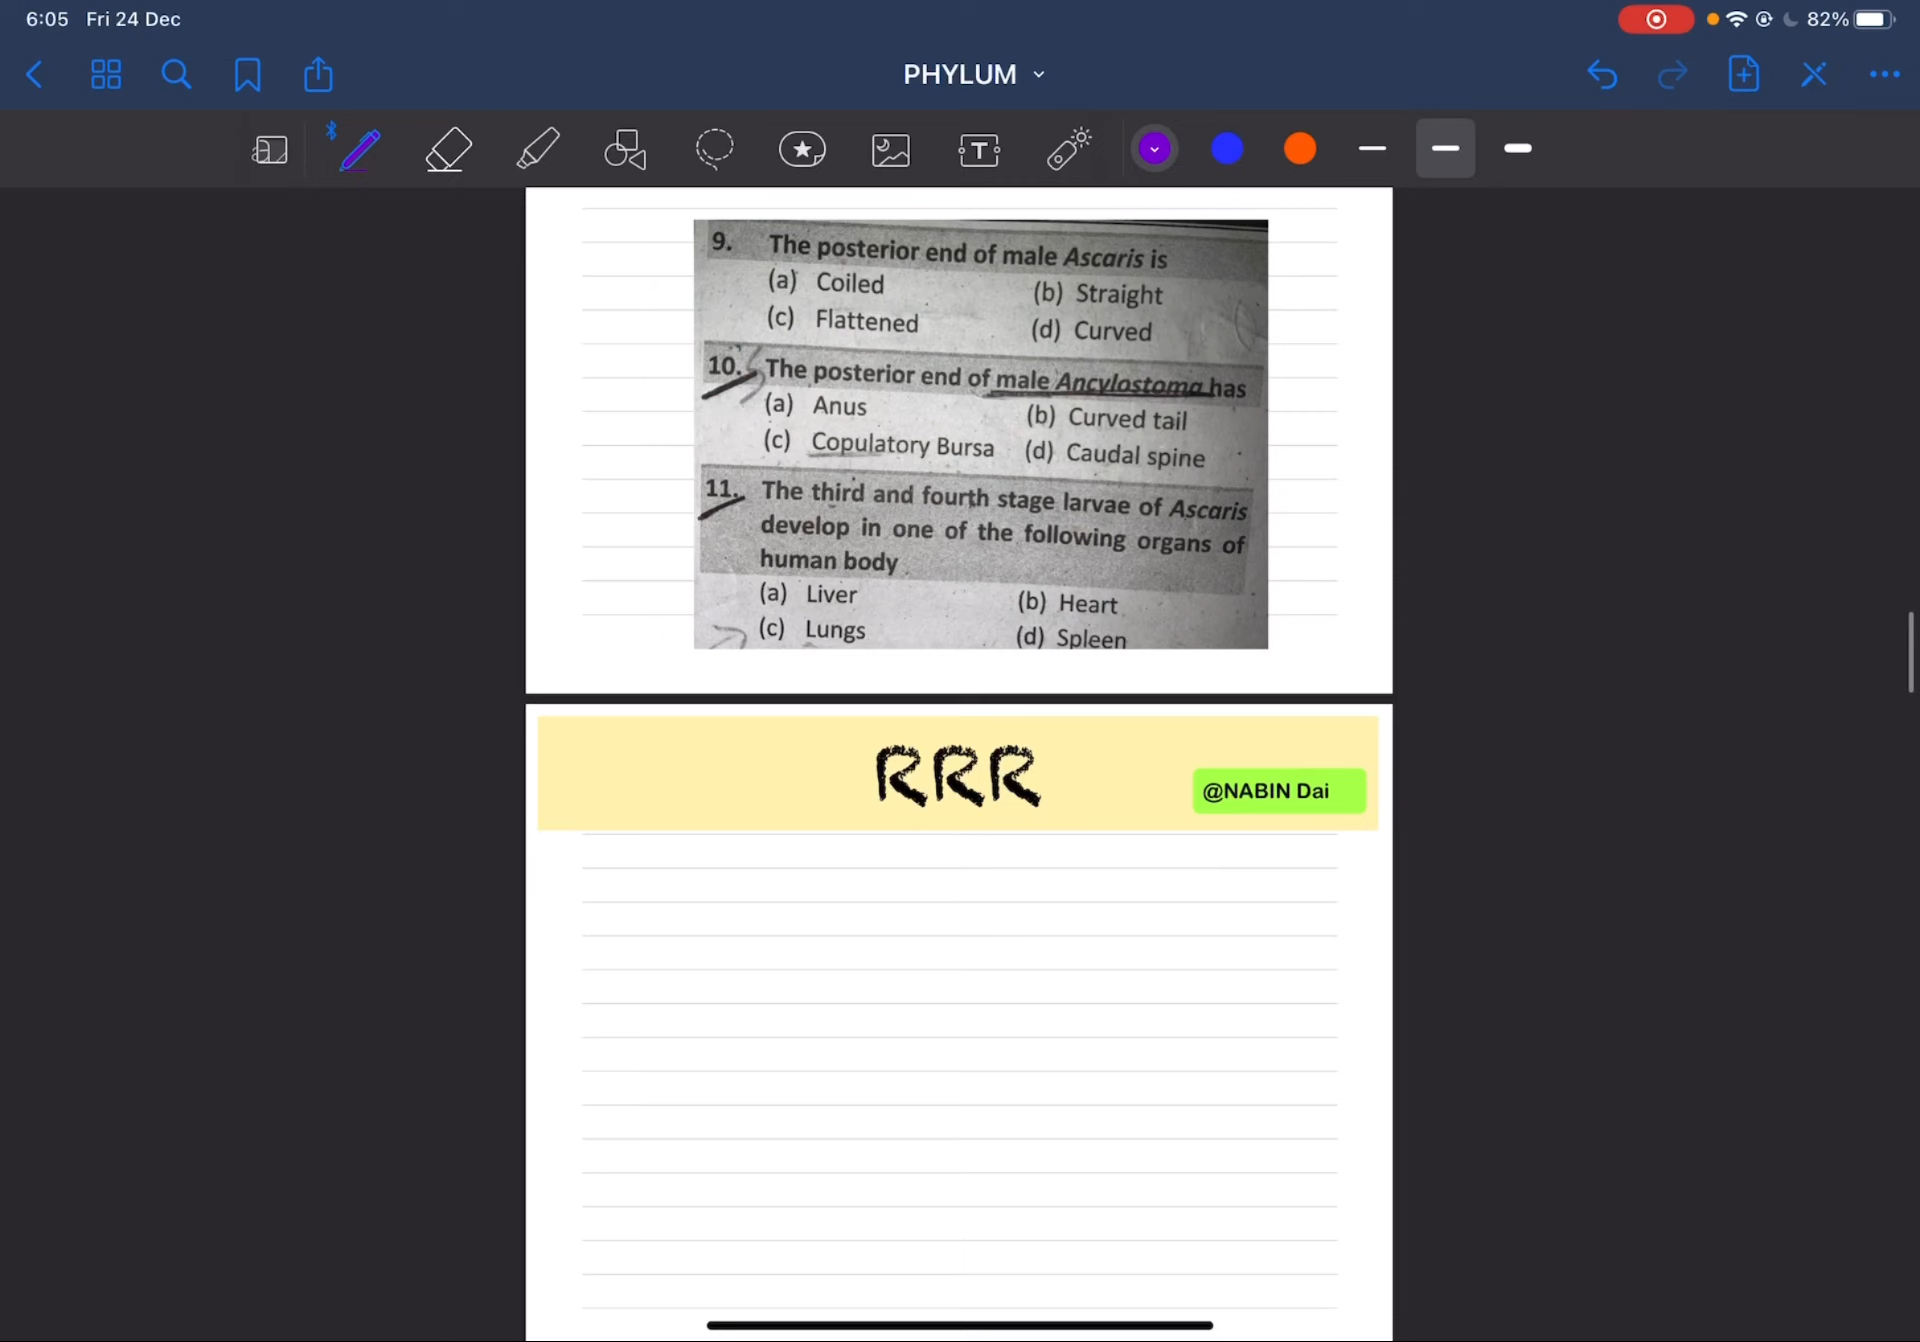 6:05 Fri 24 Dec
82%
PHYLUM
9. The posterior end of male Ascaris is
(a) Coiled (b) Straight
(c) Flattened (d) Curved
10. The posterior end of male Ancylostoma has
(a) Anus (b) Curved tail
(c) Copulatory Bursa (d) Caudal spine
11. The third and fourth stage larvae of Ascaris
develop in one of the following organs of
human body
(a) Liver (b) Heart
(c) Lungs (d) Spleen
RRR
@NABIN Dai